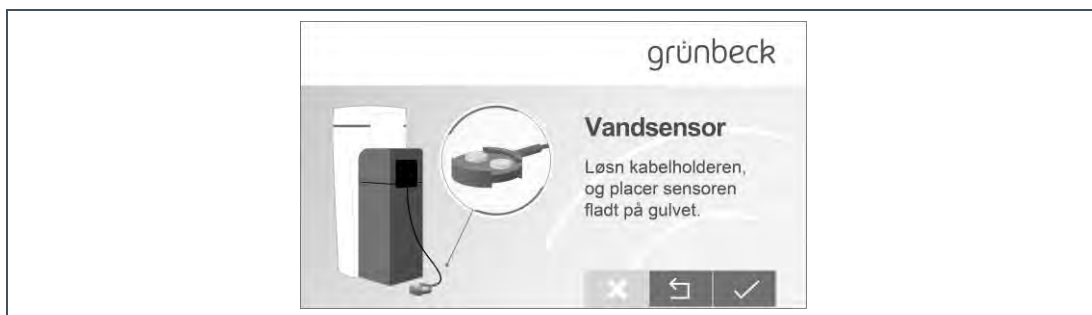 grünbeck
Vandsensor
Løsn kabelholderen,
og placer sensoren
fladt på gulvet.